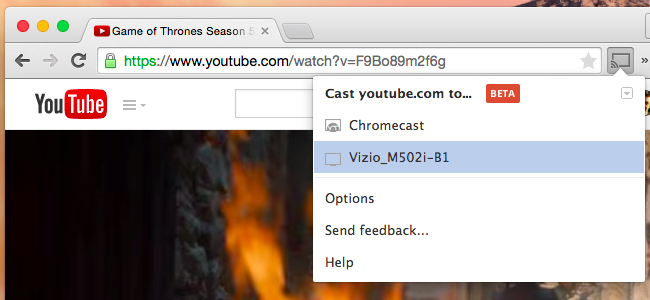 Game of Thrones Season 5
https://www.youtube.com/watch?v=F9Bo89m2f6g
»
YouTube
Cast youtube.com to... BETA
Chromecast
Vizio_M502i-B1
Options
Send feedback...
Help